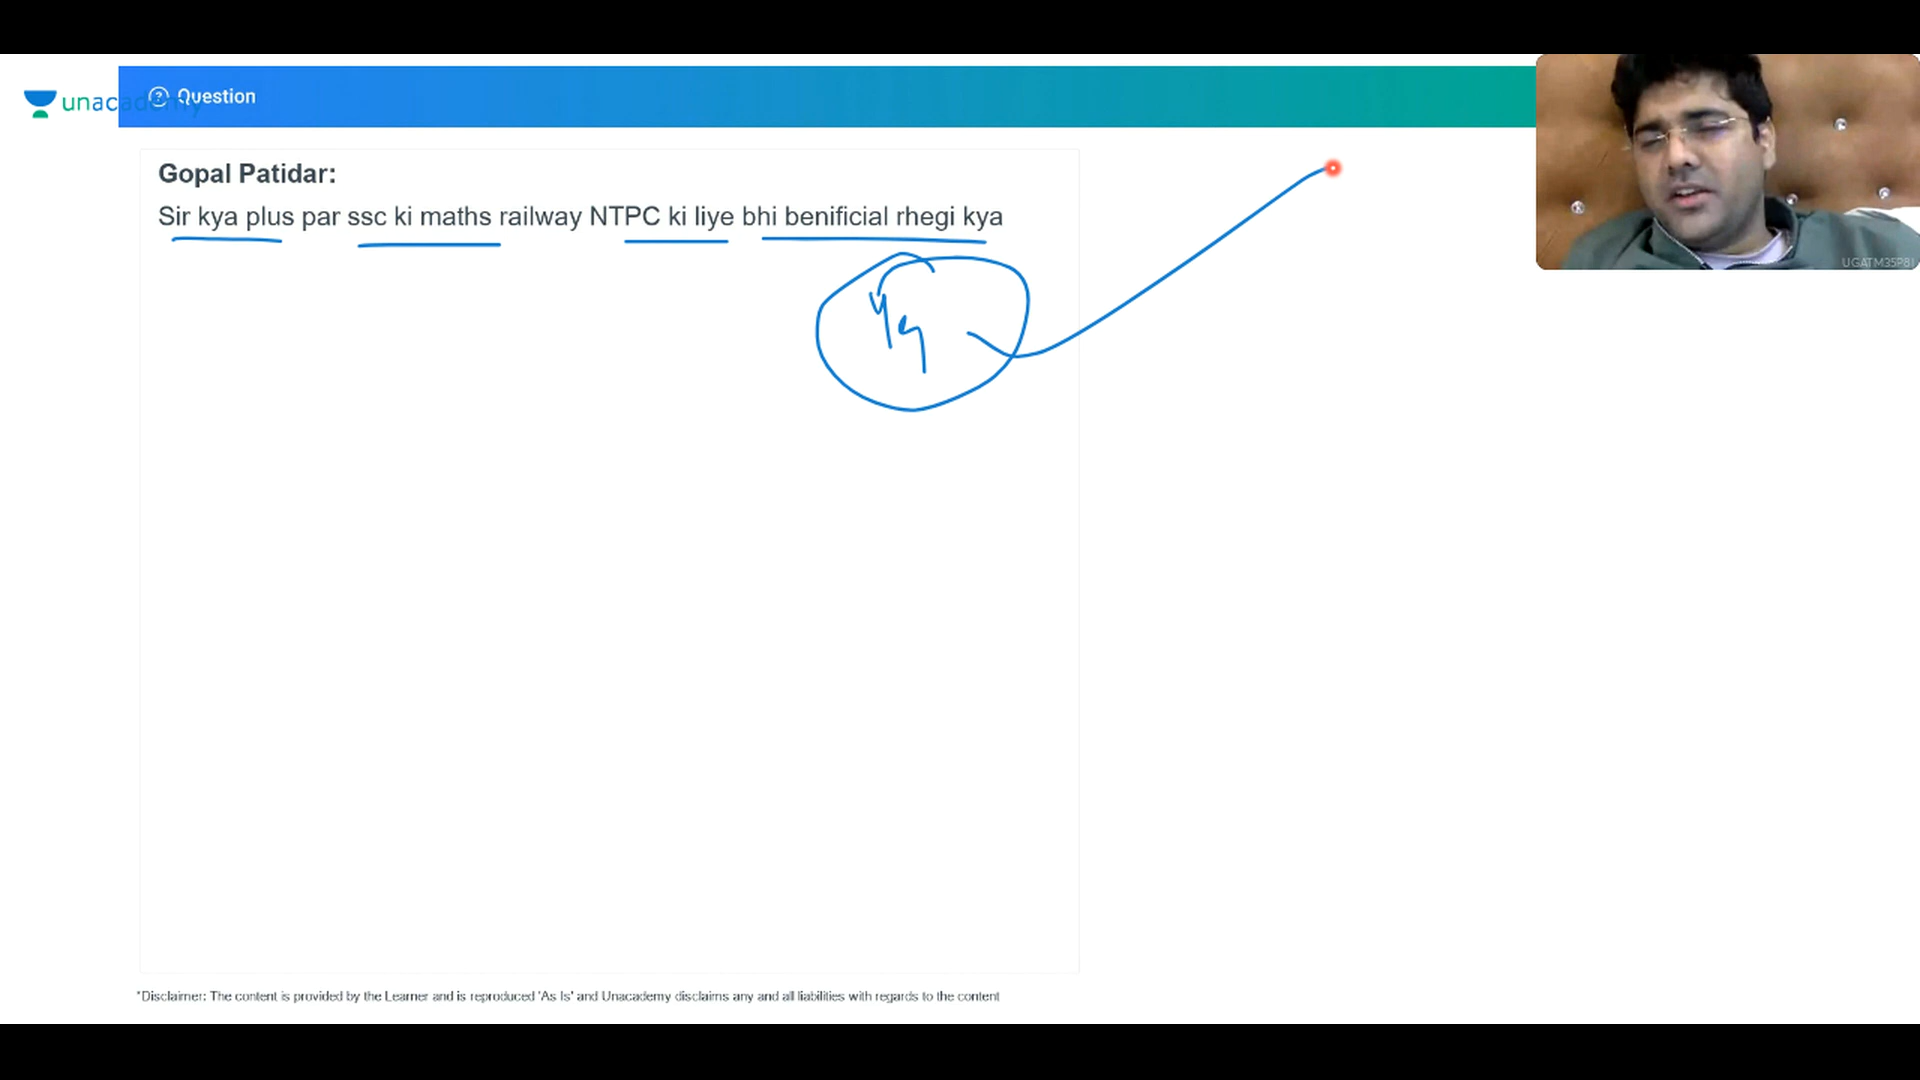 unacademy
Question
Gopal Patidar:
Sir kya plus par ssc ki maths railway NTPC ki liye bhi benificial rhegi kya
UGATM35P8I
*Disclaimer: The content is provided by the Learner and is reproduced 'As Is' and Unacademy disclaims any and all liabilities with regards to the content